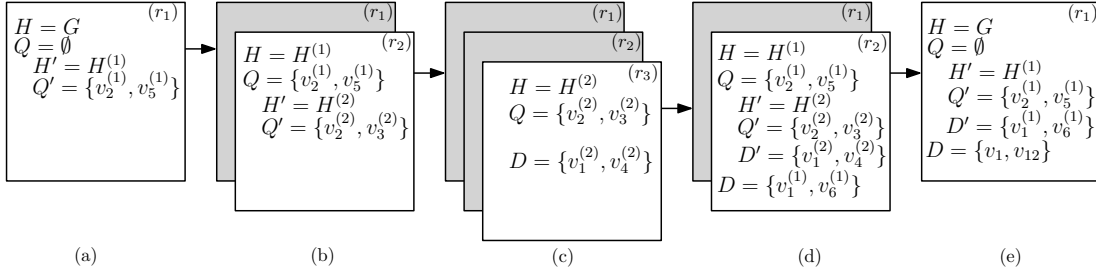 (r₁)
H = G
Q = ∅
H′ = H⁽¹⁾
Q′ = {v₂⁽¹⁾, v₅⁽¹⁾}
(a)
(r₁)
(r₂)
H = H⁽¹⁾
Q = {v₂⁽¹⁾, v₅⁽¹⁾}
H′ = H⁽²⁾
Q′ = {v₂⁽²⁾, v₃⁽²⁾}
(b)
(r₁)
(r₂)
(r₃)
H = H⁽²⁾
Q = {v₂⁽²⁾, v₃⁽²⁾}
D = {v₁⁽²⁾, v₄⁽²⁾}
(c)
(r₁)
(r₂)
H = H⁽¹⁾
Q = {v₂⁽¹⁾, v₅⁽¹⁾}
H′ = H⁽²⁾
Q′ = {v₂⁽²⁾, v₃⁽²⁾}
D′ = {v₁⁽²⁾, v₄⁽²⁾}
D = {v₁⁽¹⁾, v₆⁽¹⁾}
(d)
(r₁)
H = G
Q = ∅
H′ = H⁽¹⁾
Q′ = {v₂⁽¹⁾, v₅⁽¹⁾}
D′ = {v₁⁽¹⁾, v₆⁽¹⁾}
D = {v₁, v₁₂}
(e)